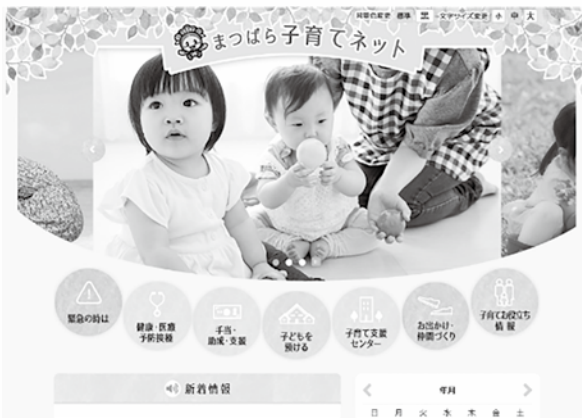 背景色変更 標準 黒 文字サイズ変更 小 中 大
まつばら子育てネット
緊急の時は
健康・医療
予防接種
手当・
助成・支援
子どもを
預ける
子育て支援
センター
お出かけ・
仲間づくり
子育てお役立ち
情報
新着情報
年月
日 月 火 水 木 金 土